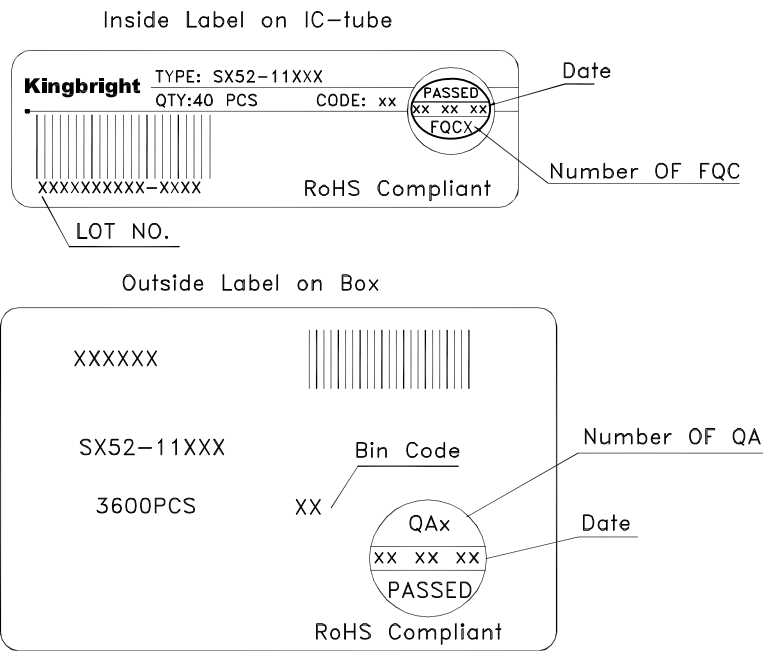 Inside Label on IC-tube
Kingbright
TYPE: SX52-11XXX
QTY:40 PCS CODE: xx
PASSED
xx xx xx
FQCX
Date
Number OF FQC
XXXXXXXXXX-XXXX
RoHS Compliant
LOT NO.
Outside Label on Box
XXXXXX
SX52-11XXX
Bin Code
Number OF QA
3600PCS
XX
QAx
Date
xx xx xx
PASSED
RoHS Compliant